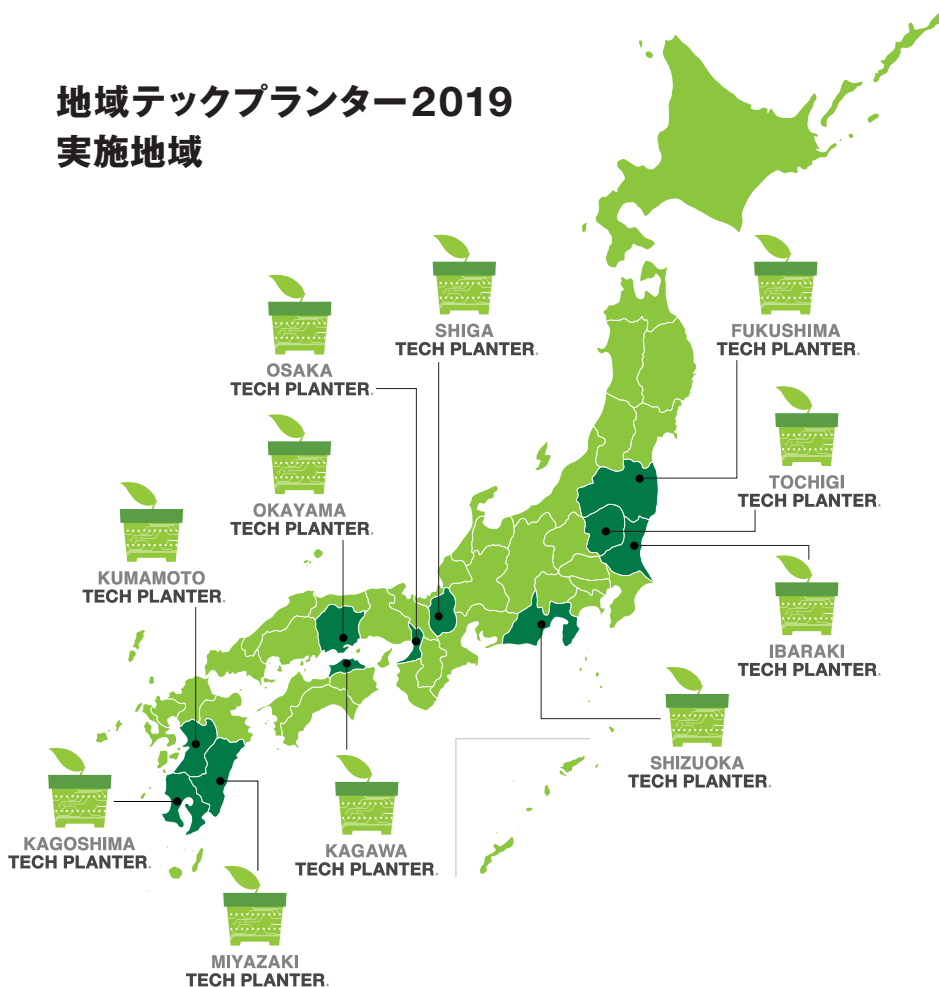 地域テックプランター2019
実施地域
SHIGA
TECH PLANTER.
FUKUSHIMA
TECH PLANTER.
OSAKA
TECH PLANTER.
OKAYAMA
TECH PLANTER.
TOCHIGI
TECH PLANTER.
KUMAMOTO
TECH PLANTER.
IBARAKI
TECH PLANTER.
SHIZUOKA
TECH PLANTER.
KAGOSHIMA
TECH PLANTER.
KAGAWA
TECH PLANTER.
MIYAZAKI
TECH PLANTER.